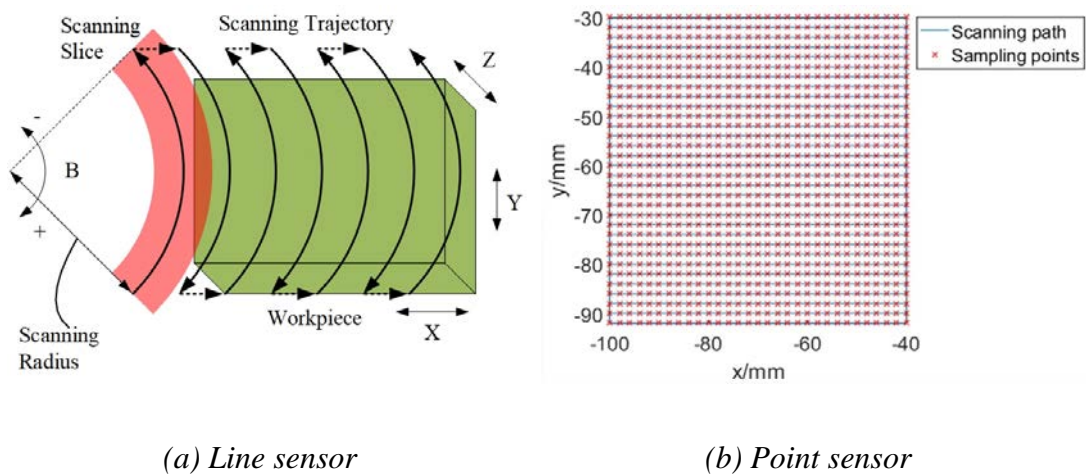 Scanning
Slice
Scanning Trajectory
Z
-
B
+
Y
Scanning
Radius
Workpiece
X
-30
-40
-50
-60
-70
-80
-90
-100
-80
-60
-40
y/mm
x/mm
Scanning path
Sampling points
(a) Line sensor
(b) Point sensor